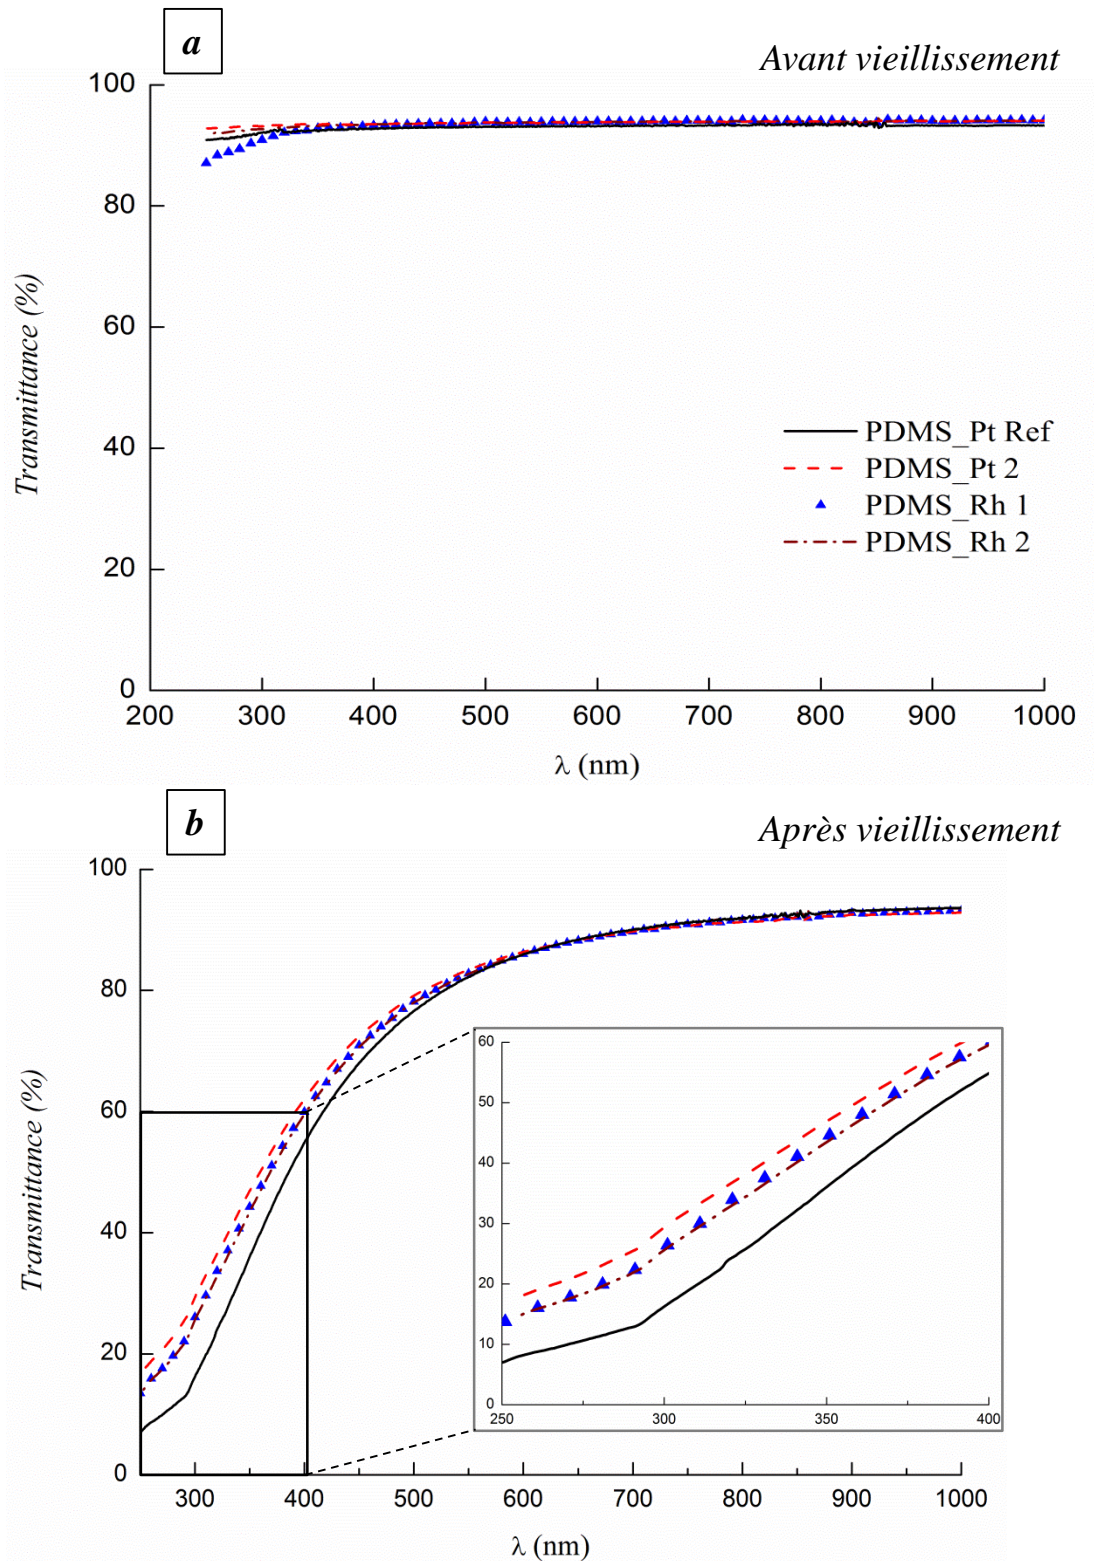 a
Avant vieillissement
100
80
60
40
20
0
Transmittance (%)
PDMS_Pt Ref
PDMS_Pt 2
PDMS_Rh 1
PDMS_Rh 2
200 300 400 500 600 700 800 900 1000
λ (nm)
b
Après vieillissement
100
80
60
40
20
0
Transmittance (%)
60
50
40
30
20
10
0
250 300 350 400
300 400 500 600 700 800 900 1000
λ (nm)